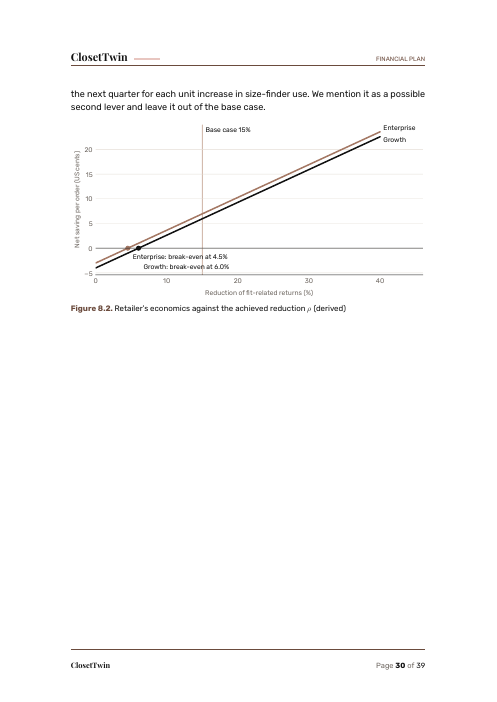 ClosetTwin
FINANCIAL PLAN
the next quarter for each unit increase in size-finder use. We mention it as a possible
second lever and leave it out of the base case.
Net saving per order (US cents)
20
15
10
5
0
−5
Base case 15%
Enterprise
Growth
Enterprise: break-even at 4.5%
Growth: break-even at 6.0%
0 10 20 30 40
Reduction of fit-related returns (%)
Figure 8.2. Retailer's economics against the achieved reduction ρ (derived)
ClosetTwin
Page 30 of 39